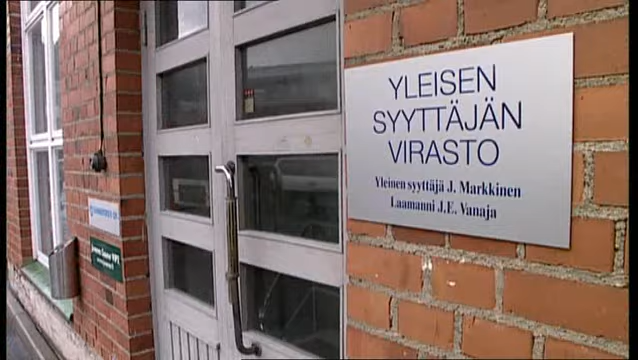 YLEISEN
SYYTTÄJÄN
VIRASTO
Yleinen syyttäjä J. Markkinen
Laamanni J.E. Vanaja